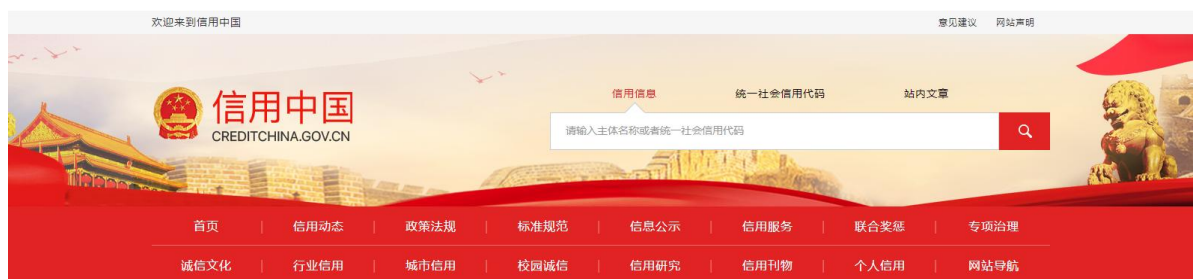 欢迎来到信用中国 意见建议 网站声明
信用信息 统一社会信用代码 站内文章
信用中国
CREDITCHINA.GOV.CN
请输入主体名称或者统一社会信用代码
首页 | 信用动态 | 政策法规 | 标准规范 | 信息公示 | 信用服务 | 联合奖惩 | 专项治理
诚信文化 | 行业信用 | 城市信用 | 校园诚信 | 信用研究 | 信用刊物 | 个人信用 | 网站导航